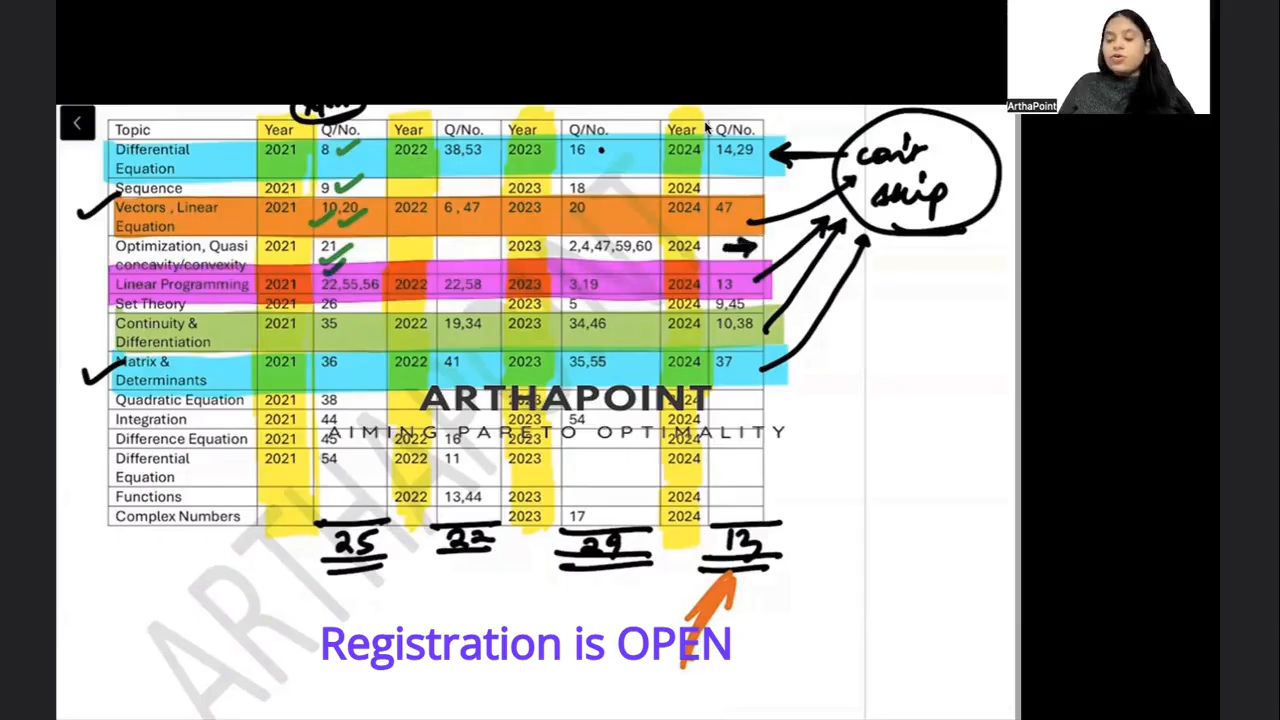 ArthaPoint
Topic Year Q/No. Year Q/No. Year Q/No. Year Q/No.
Differential Equation 2021 8 2022 38,53 2023 16 2024 14,29
Sequence 2021 9 2023 18 2024
Vectors , Linear Equation 2021 10,20 2022 6 , 47 2023 20 2024 47
Optimization, Quasi concavity/convexity 2021 21 2023 2,4,47,59,60 2024
Linear Programming 2021 22,55,56 2022 22,58 2023 3,19 2024 13
Set Theory 2021 26 2023 5 2024 9,45
Continuity & Differentiation 2021 35 2022 19,34 2023 34,46 2024 10,38
Matrix & Determinants 2021 36 2022 41 2023 35,55 2024 37
Quadratic Equation 2021 38 2023 2024
Integration 2021 44 2023 54 2024
Difference Equation 2021 45 2022 16 2023 2024
Differential Equation 2021 54 2022 11 2023 2024
Functions 2022 13,44 2023 2024
Complex Numbers 2023 17 2024
25 22 29 13
can't
skip
ARTHAPOINT
AIMING PARETO OPTIMALITY
ARTHAPOINT
Registration is OPEN